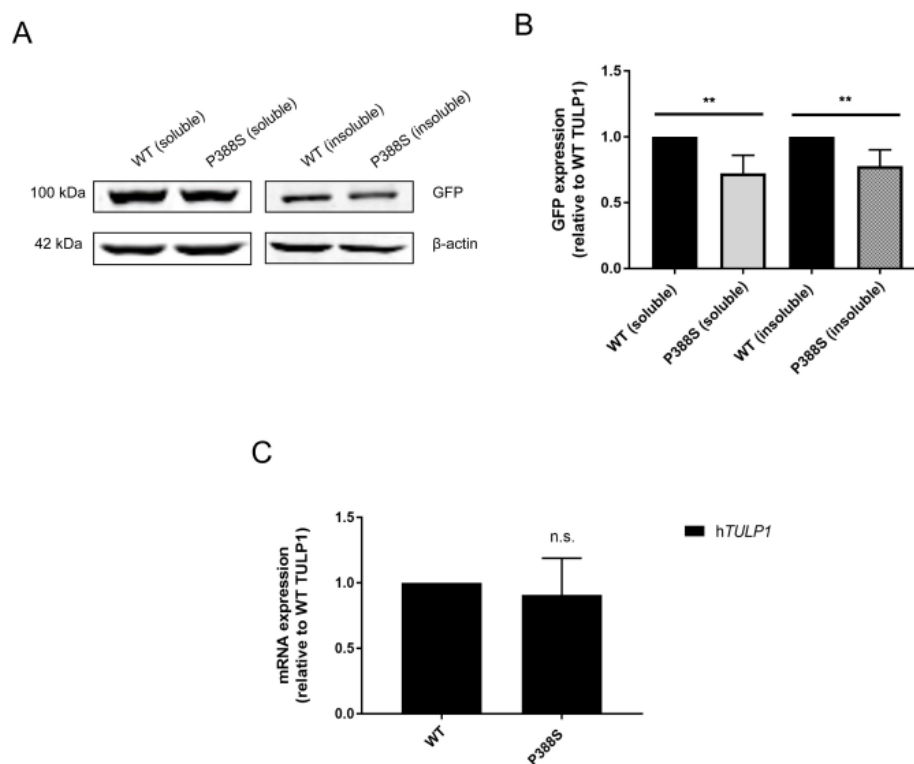 A
WT (soluble)
P388S (soluble)
WT (insoluble)
P388S (insoluble)
100 kDa
GFP
42 kDa
β-actin
B
GFP expression
(relative to WT TULP1)
1.5
1.0
0.5
0.0
**
**
WT (soluble)
P388S (soluble)
WT (insoluble)
P388S (insoluble)
C
mRNA expression
(relative to WT TULP1)
1.5
1.0
0.5
0.0
n.s.
WT
P388S
hTULP1